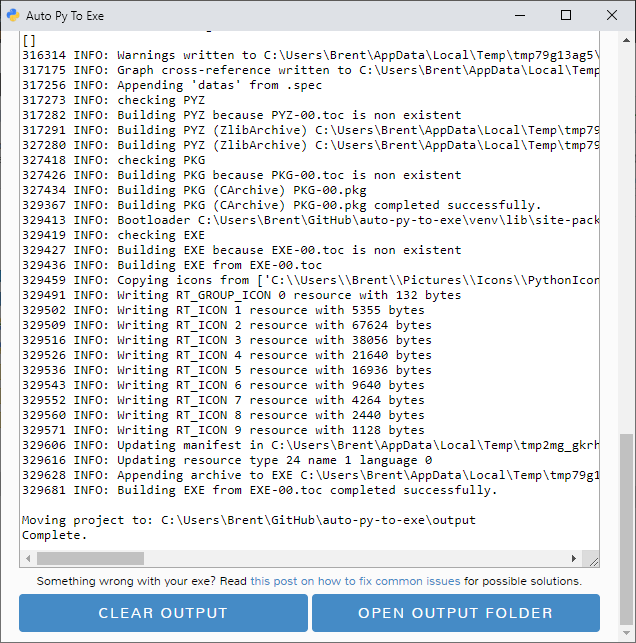 Auto Py To Exe
[]
316314 INFO: Warnings written to C:\Users\Brent\AppData\Local\Temp\tmp79g13ag5\
317175 INFO: Graph cross-reference written to C:\Users\Brent\AppData\Local\Temp
317256 INFO: Appending 'datas' from .spec
317273 INFO: checking PYZ
317282 INFO: Building PYZ because PYZ-00.toc is non existent
317291 INFO: Building PYZ (ZlibArchive) C:\Users\Brent\AppData\Local\Temp\tmp79
327280 INFO: Building PYZ (ZlibArchive) C:\Users\Brent\AppData\Local\Temp\tmp79
327418 INFO: checking PKG
327426 INFO: Building PKG because PKG-00.toc is non existent
327434 INFO: Building PKG (CArchive) PKG-00.pkg
329367 INFO: Building PKG (CArchive) PKG-00.pkg completed successfully.
329413 INFO: Bootloader C:\Users\Brent\GitHub\auto-py-to-exe\venv\lib\site-pack
329419 INFO: checking EXE
329427 INFO: Building EXE because EXE-00.toc is non existent
329436 INFO: Building EXE from EXE-00.toc
329459 INFO: Copying icons from ['C:\\Users\\Brent\\Pictures\\Icons\\PythonIcon
329491 INFO: Writing RT_GROUP_ICON 0 resource with 132 bytes
329502 INFO: Writing RT_ICON 1 resource with 5355 bytes
329509 INFO: Writing RT_ICON 2 resource with 67624 bytes
329516 INFO: Writing RT_ICON 3 resource with 38056 bytes
329526 INFO: Writing RT_ICON 4 resource with 21640 bytes
329536 INFO: Writing RT_ICON 5 resource with 16936 bytes
329543 INFO: Writing RT_ICON 6 resource with 9640 bytes
329552 INFO: Writing RT_ICON 7 resource with 4264 bytes
329560 INFO: Writing RT_ICON 8 resource with 2440 bytes
329571 INFO: Writing RT_ICON 9 resource with 1128 bytes
329606 INFO: Updating manifest in C:\Users\Brent\AppData\Local\Temp\tmp2mg_gkrh
329616 INFO: Updating resource type 24 name 1 language 0
329628 INFO: Appending archive to EXE C:\Users\Brent\AppData\Local\Temp\tmp79g1
329681 INFO: Building EXE from EXE-00.toc completed successfully.
Moving project to: C:\Users\Brent\GitHub\auto-py-to-exe\output
Complete.
Something wrong with your exe? Read this post on how to fix common issues for possible solutions.
CLEAR OUTPUT
OPEN OUTPUT FOLDER